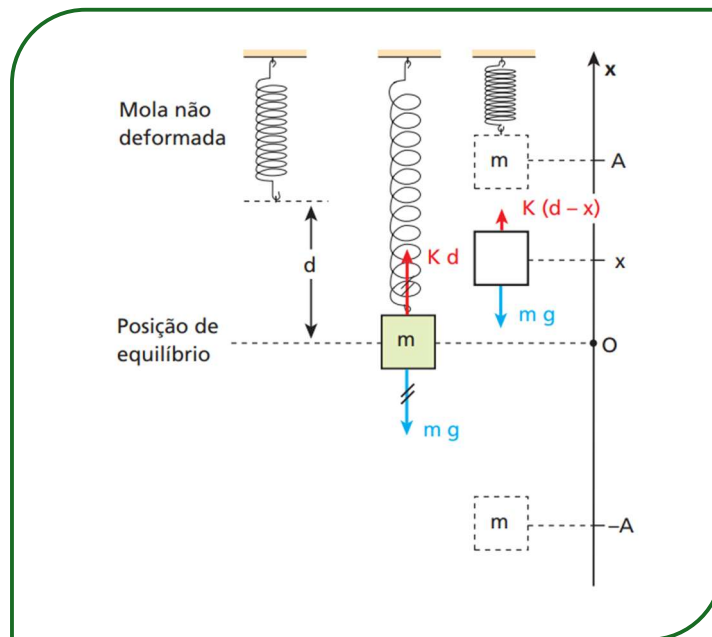 Mola não
deformada
d
Posição de
equilíbrio
K d
m
m g
m
K (d – x)
m g
m
x
A
x
O
–A